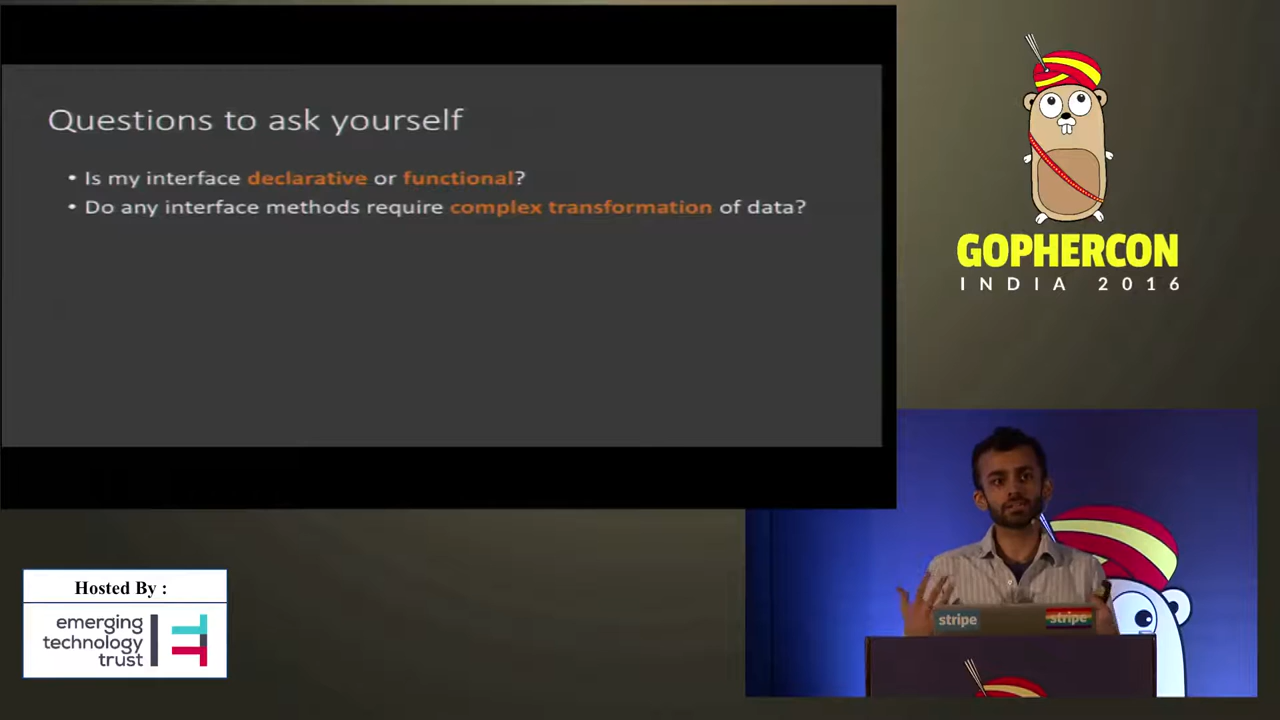 Questions to ask yourself
• Is my interface declarative or functional?
• Do any interface methods require complex transformation of data?
GOPHERCON
INDIA 2016
Hosted By :
emerging
technology
trust
stripe
stripe